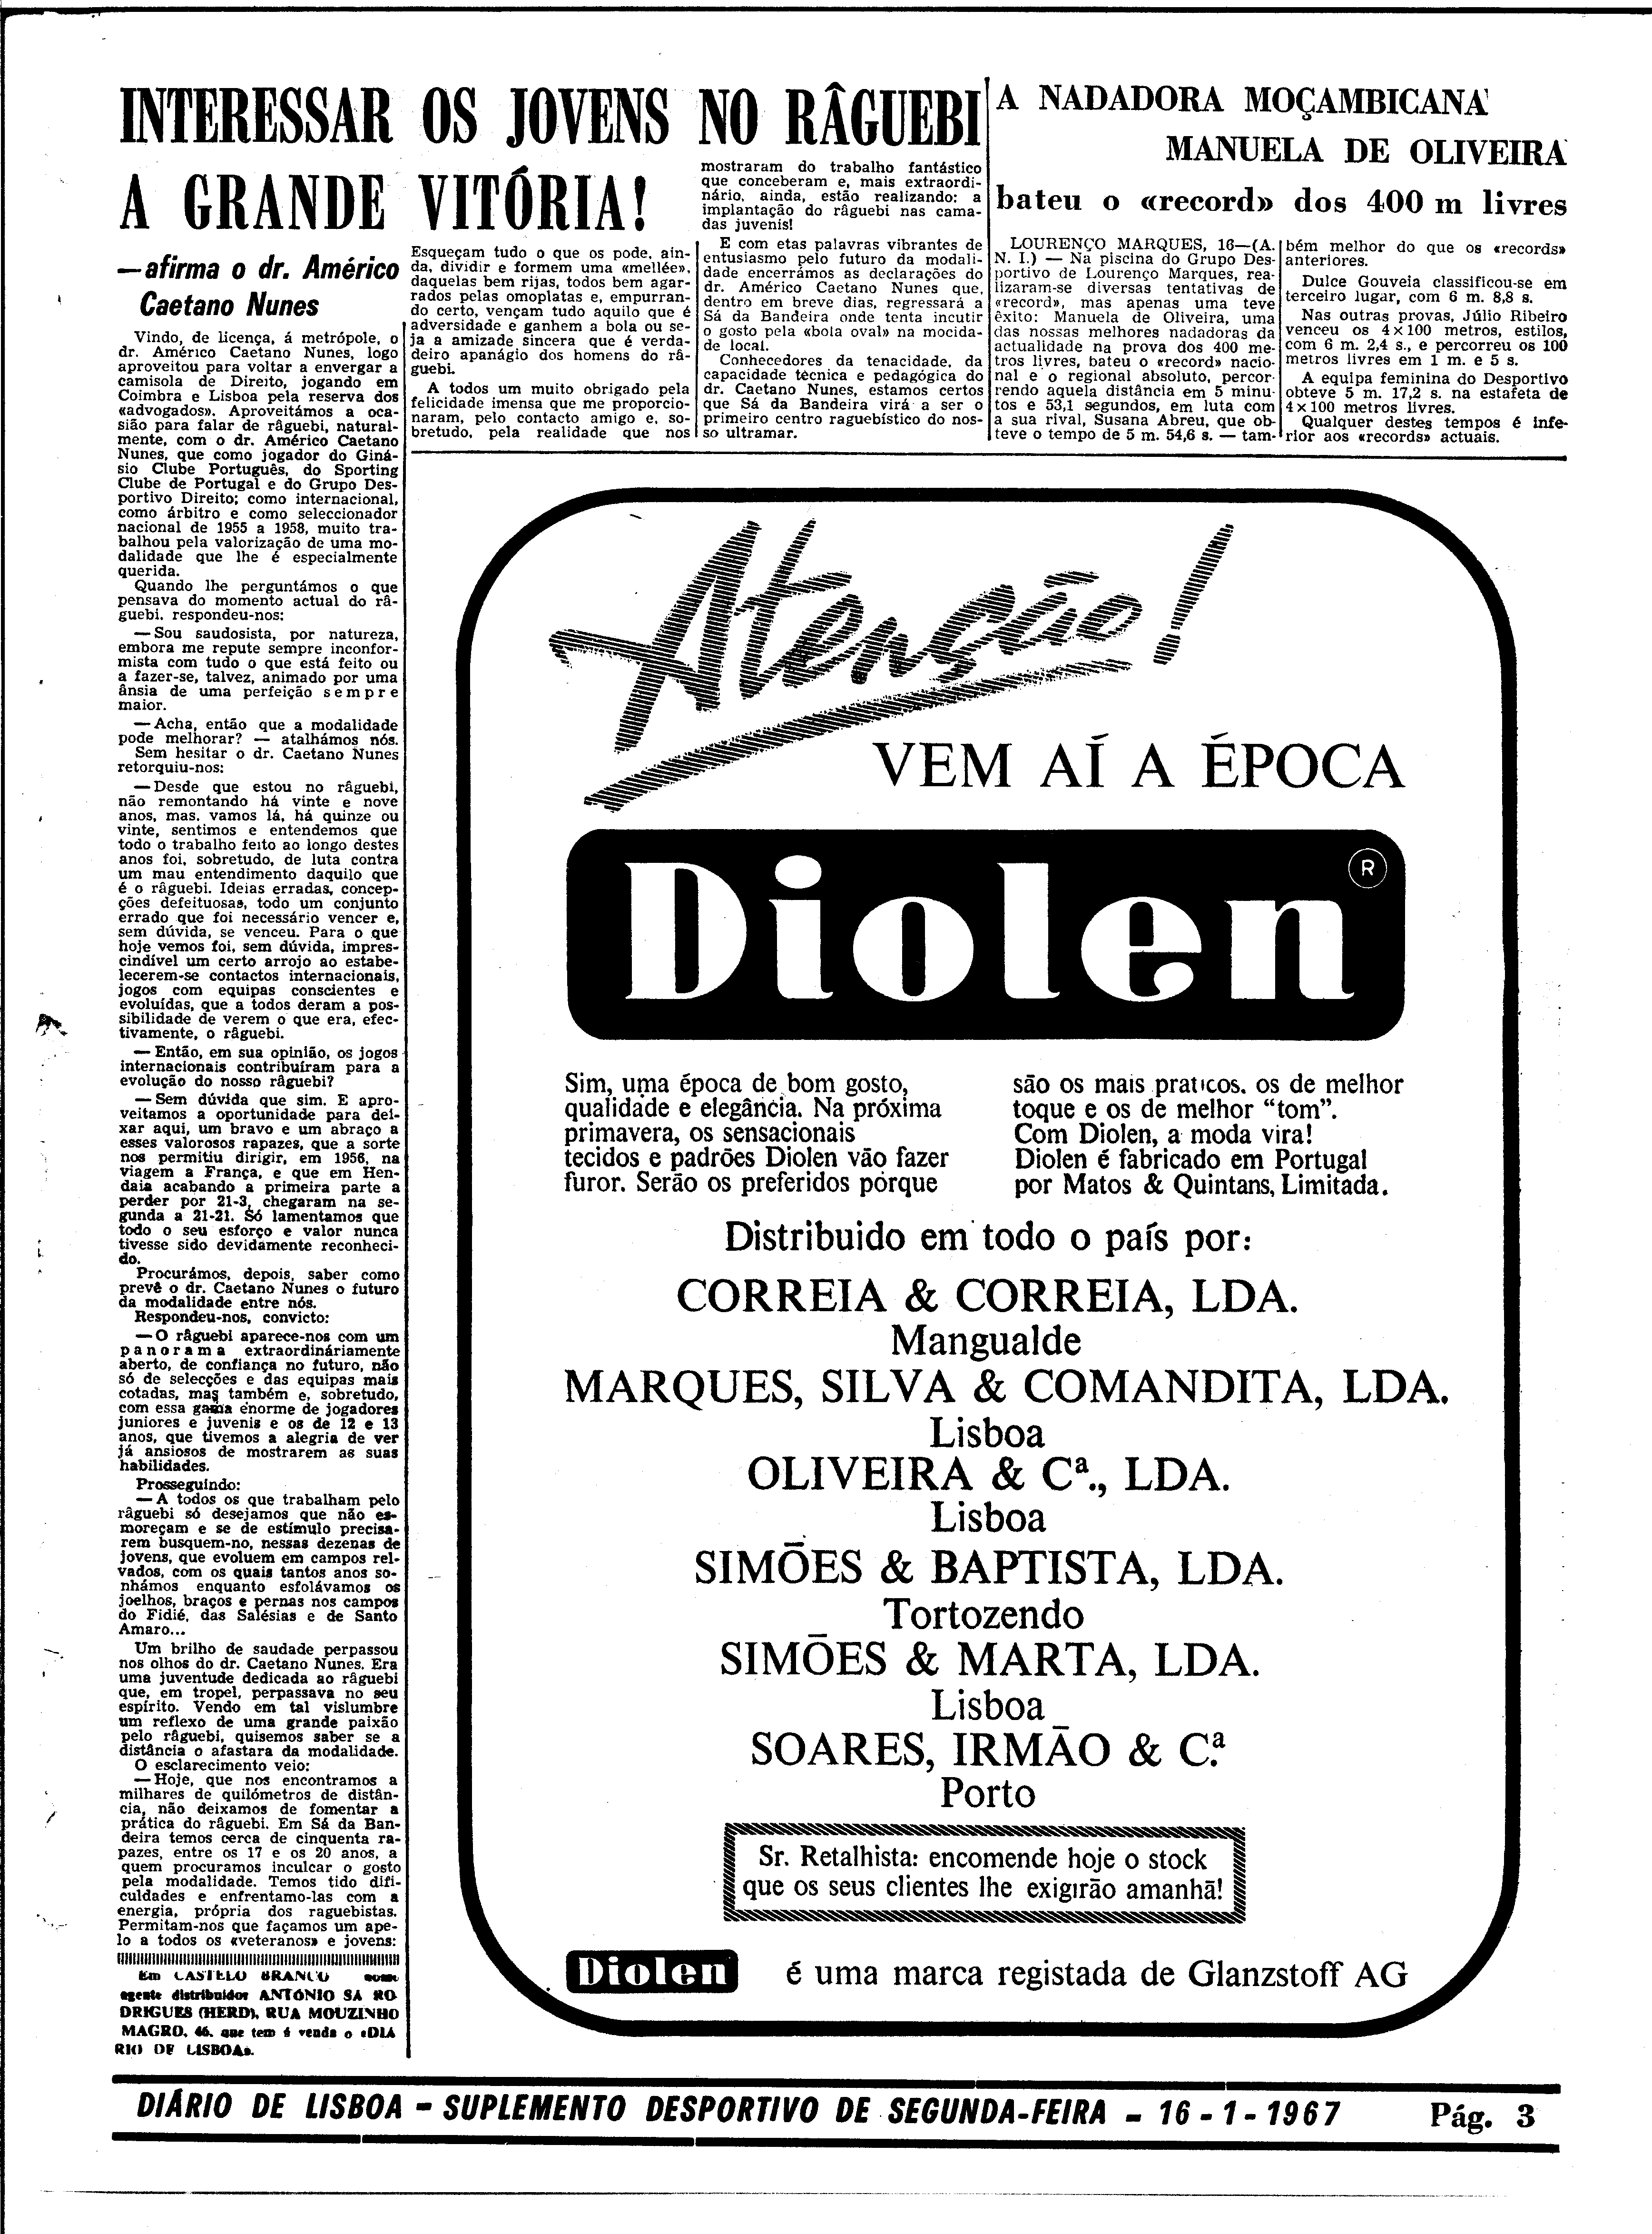 INTERESSAR OS JOVENS NO RÂGUEBI
A GRANDE VITÓRIA!
—afirma o dr. Américo
Caetano Nunes
Vindo, de licença, á metrópole, o
dr. Américo Caetano Nunes, logo
aproveitou para voltar a envergar a
camisola de Direito, jogando em
Coimbra e Lisboa pela reserva dos
«advogados». Aproveitámos a oca-
sião para falar de râguebi, natural-
mente, com o dr. Américo Caetano
Nunes, que como jogador do Giná-
sio Clube Português, do Sporting
Clube de Portugal e do Grupo Des-
portivo Direito; como internacional,
como árbitro e como seleccionador
nacional de 1955 a 1958, muito tra-
balhou pela valorização de uma mo-
dalidade que lhe é especialmente
querida.
Quando lhe perguntámos o que
pensava do momento actual do râ-
guebi, respondeu-nos:
— Sou saudosista, por natureza,
embora me repute sempre inconfor-
mista com tudo o que está feito ou
a fazer-se, talvez, animado por uma
ânsia de uma perfeição sempre
maior.
— Acha, então que a modalidade
pode melhorar? — atalhámos nós.
Sem hesitar o dr. Caetano Nunes
retorquiu-nos:
— Desde que estou no râguebi,
não remontando há vinte e nove
anos, mas, vamos lá, há quinze ou
vinte, sentimos e entendemos que
todo o trabalho feito ao longo destes
anos foi, sobretudo, de luta contra
um mau entendimento daquilo que
é o râguebi. Ideias erradas, concep-
ções defeituosas, todo um conjunto
errado que foi necessário vencer e,
sem dúvida, se venceu. Para o que
hoje vemos foi, sem dúvida, impres-
cindível um certo arrojo ao estabe-
lecerem-se contactos internacionais,
jogos com equipas conscientes e
evoluídas, que a todos deram a pos-
sibilidade de verem o que era, efec-
tivamente, o râguebi.
— Então, em sua opinião, os jogos
internacionais contribuíram para a
evolução do nosso râguebi?
— Sem dúvida que sim. E apro-
veitamos a oportunidade para dei-
xar aqui, um bravo e um abraço a
esses valorosos rapazes, que a sorte
nos permitiu dirigir, em 1956, na
viagem a França, e que em Hen-
daia acabando a primeira parte a
perder por 21-3, chegaram na se-
gunda a 21-21. Só lamentamos que
todo o seu esforço e valor nunca
tivesse sido devidamente reconheci-
do.
Procurámos, depois, saber como
prevê o dr. Caetano Nunes o futuro
da modalidade entre nós.
Respondeu-nos, convicto:
— O râguebi aparece-nos com um
panorama extraordináriamente
aberto, de confiança no futuro, não
só de selecções e das equipas mais
cotadas, mas também e, sobretudo,
com essa gama enorme de jogadores
juniores e juvenis e os de 12 e 13
anos, que tivemos a alegria de ver
já ansiosos de mostrarem as suas
habilidades.
Prosseguindo:
— A todos os que trabalham pelo
râguebi só desejamos que não es-
moreçam e se de estímulo precisa-
rem busquem-no, nessas dezenas de
jovens, que evoluem em campos rel-
vados, com os quais tantos anos so-
nhámos enquanto esfolávamos os
joelhos, braços e pernas nos campos
do Fidié, das Salésias e de Santo
Amaro...
Um brilho de saudade perpassou
nos olhos do dr. Caetano Nunes. Era
uma juventude dedicada ao râguebi
que, em tropel, perpassava no seu
espírito. Vendo em tal vislumbre
um reflexo de uma grande paixão
pelo râguebi, quisemos saber se a
distância o afastara da modalidade.
O esclarecimento veio:
— Hoje, que nos encontramos a
milhares de quilómetros de distân-
cia, não deixamos de fomentar a
prática do râguebi. Em Sá da Ban-
deira temos cerca de cinquenta ra-
pazes, entre os 17 e os 20 anos, a
quem procuramos inculcar o gosto
pela modalidade. Temos tido difi-
culdades e enfrentamo-las com a
energia, própria dos raguebistas.
Permitam-nos que façamos um ape-
lo a todos os «veteranos» e jovens:
Em CASTELO BRANCO nosso
agente distribuidor ANTÓNIO SA RO-
DRIGUES (HERD), RUA MOUZINHO
MAGRO, 46, que tem á venda o «DIA
RIO DE LISBOA».
Esqueçam tudo o que os pode, ain-
da, dividir e formem uma «mellée»,
daquelas bem rijas, todos bem agar-
rados pelas omoplatas e, empurran-
do certo, vençam tudo aquilo que é
adversidade e ganhem a bola ou se-
ja a amizade sincera que é verda-
deiro apanágio dos homens do râ-
guebi.
A todos um muito obrigado pela
felicidade imensa que me proporcio-
naram, pelo contacto amigo e, so-
bretudo, pela realidade que nos
mostraram do trabalho fantástico
que conceberam e, mais extraordi-
nário, ainda, estão realizando: a
implantação do râguebi nas cama-
das juvenis!
E com etas palavras vibrantes de
entusiasmo pelo futuro da modali-
dade encerrámos as declarações do
dr. Américo Caetano Nunes que,
dentro em breve dias, regressará a
Sá da Bandeira onde tenta incutir
o gosto pela «bola oval» na mocida-
de local.
Conhecedores da tenacidade, da
capacidade técnica e pedagógica do
dr. Caetano Nunes, estamos certos
que Sá da Bandeira virá a ser o
primeiro centro raguebístico do nos-
so ultramar.
A NADADORA MOÇAMBICANA
MANUELA DE OLIVEIRA
bateu o «record» dos 400 m livres
LOURENÇO MARQUES, 16—(A.
N. I.) — Na piscina do Grupo Des-
portivo de Lourenço Marques, rea-
lizaram-se diversas tentativas de
«record», mas apenas uma teve
êxito: Manuela de Oliveira, uma
das nossas melhores nadadoras da
actualidade na prova dos 400 me-
tros livres, bateu o «record» nacio-
nal e o regional absoluto, percor-
rendo aquela distância em 5 minu-
tos e 53,1 segundos, em luta com
a sua rival, Susana Abreu, que ob-
teve o tempo de 5 m. 54,6 s. — tam-
bém melhor do que os «records»
anteriores.
Dulce Gouveia classificou-se em
terceiro lugar, com 6 m. 8,8 s.
Nas outras provas, Júlio Ribeiro
venceu os 4×100 metros, estilos,
com 6 m. 2,4 s., e percorreu os 100
metros livres em 1 m. e 5 s.
A equipa feminina do Desportivo
obteve 5 m. 17,2 s. na estafeta de
4×100 metros livres.
Qualquer destes tempos é infe-
rior aos «records» actuais.
Atenção!
VEM AÍ A ÉPOCA
Diolen ®
Sim, uma época de bom gosto,
qualidade e elegância. Na próxima
primavera, os sensacionais
tecidos e padrões Diolen vão fazer
furor. Serão os preferidos porque
são os mais praticos, os de melhor
toque e os de melhor “tom”.
Com Diolen, a moda vira!
Diolen é fabricado em Portugal
por Matos & Quintans, Limitada.
Distribuido em todo o país por:
CORREIA & CORREIA, LDA.
Mangualde
MARQUES, SILVA & COMANDITA, LDA.
Lisboa
OLIVEIRA & Cª., LDA.
Lisboa
SIMÕES & BAPTISTA, LDA.
Tortozendo
SIMÕES & MARTA, LDA.
Lisboa
SOARES, IRMÃO & C.ª
Porto
Sr. Retalhista: encomende hoje o stock
que os seus clientes lhe exigirão amanhã!
Diolen é uma marca registada de Glanzstoff AG
DIÁRIO DE LISBOA - SUPLEMENTO DESPORTIVO DE SEGUNDA-FEIRA - 16-1-1967 Pág. 3